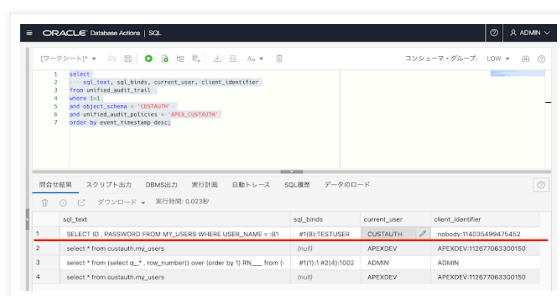 ORACLE Database Actions | SQL
ADMIN
[ワークシート]*
Aa
コンシューマ・グループ: LOW
1 select
2 sql_text, sql_binds, current_user, client_identifier
3 from unified_audit_trail
4 where 1=1
5 and object_schema = 'CUSTAUTH'
6 and unified_audit_policies = 'APEX_CUSTAUTH'
7 order by event_timestamp desc;
問合せ結果 スクリプト出力 DBMS出力 実行計画 自動トレース SQL履歴 データのロード
ダウンロード 実行時間: 0.023秒
sql_text sql_binds current_user client_identifier
1 SELECT ID , PASSWORD FROM MY_USERS WHERE USER_NAME = :B1 #1(8):TESTUSER CUSTAUTH nobody:114035499475452
2 select * from custauth.my_users (null) APEXDEV APEXDEV:112677063300150
3 select * from (select q_.* , row_number() over (order by 1) RN___ from ( #1(1):1 #2(4):1002 ADMIN ADMIN
4 select * from custauth.my_users (null) APEXDEV APEXDEV:112677063300150